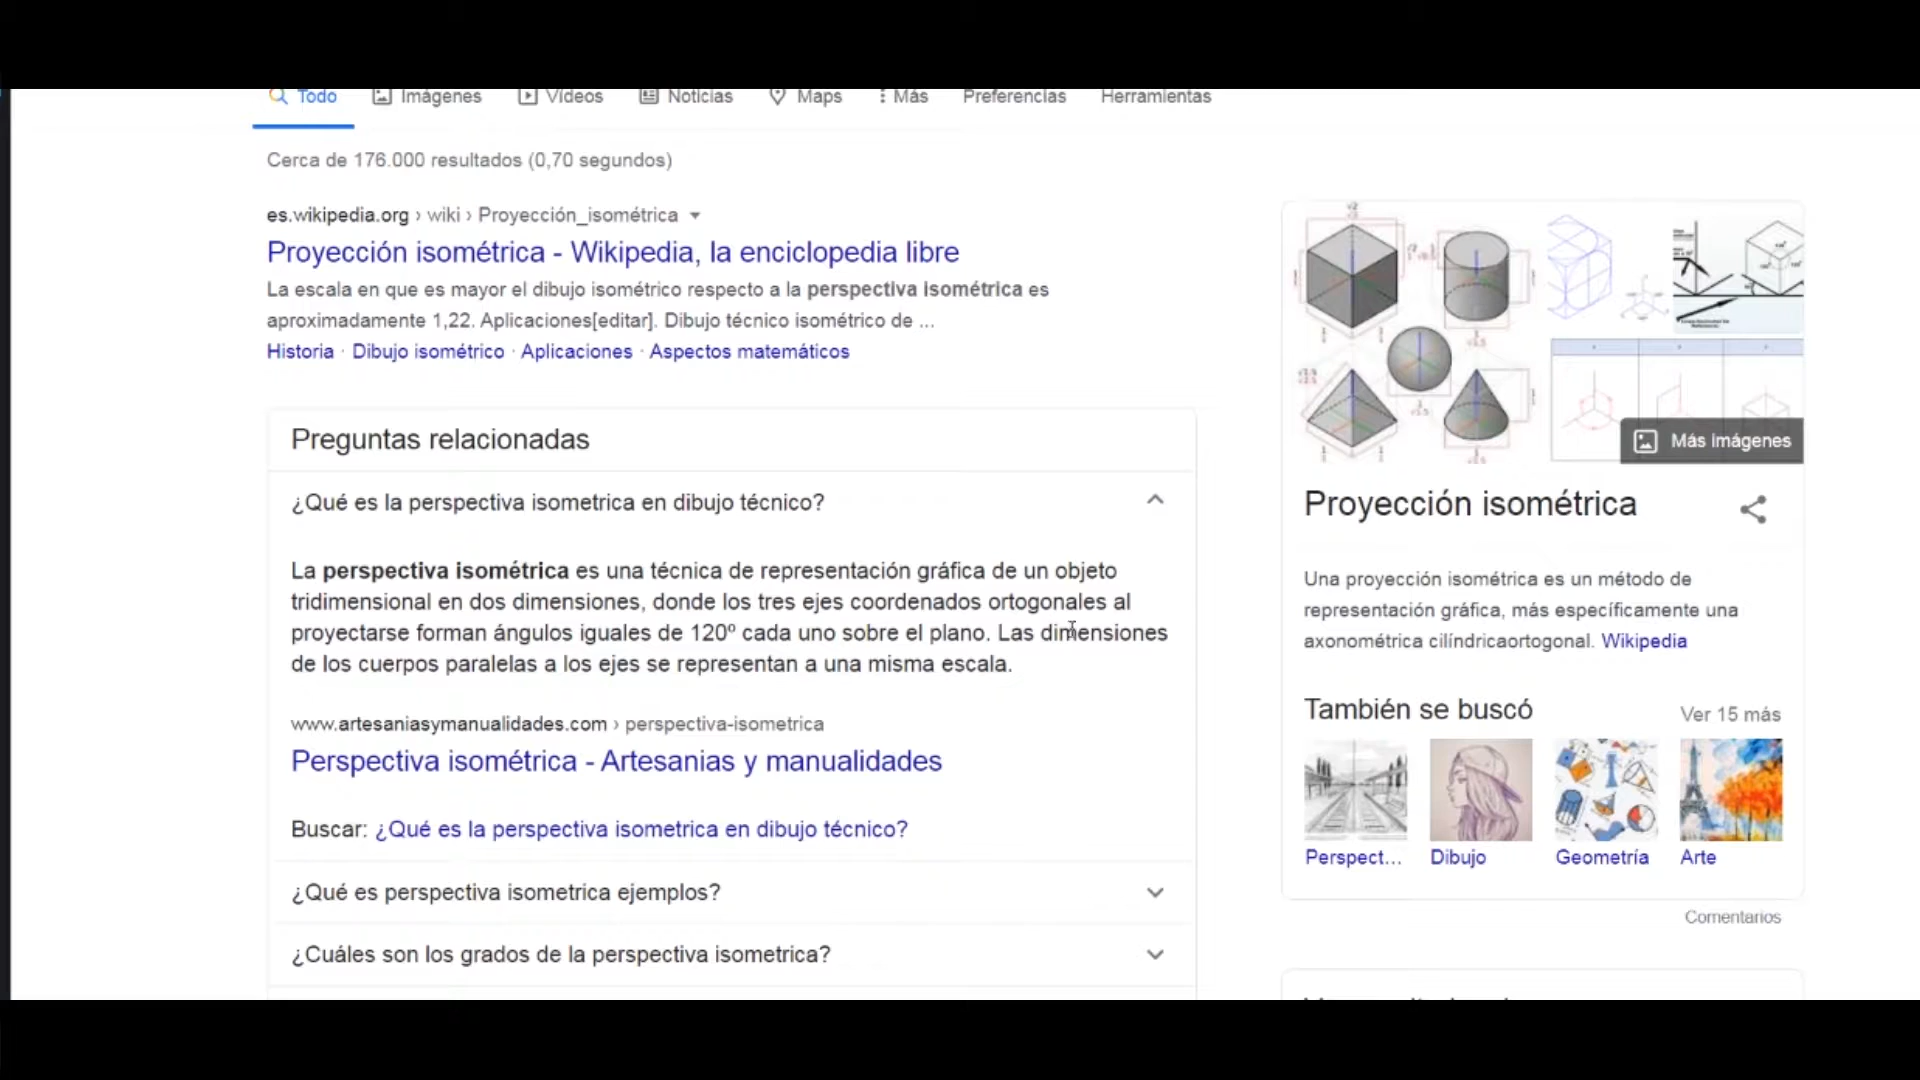 Todo Imágenes Vídeos Noticias Maps Más Preferencias Herramientas
Cerca de 176.000 resultados (0,70 segundos)
es.wikipedia.org › wiki › Proyección_isométrica
Proyección isométrica - Wikipedia, la enciclopedia libre
La escala en que es mayor el dibujo isométrico respecto a la perspectiva isométrica es
aproximadamente 1,22. Aplicaciones[editar]. Dibujo técnico isométrico de ...
Historia · Dibujo isométrico · Aplicaciones · Aspectos matemáticos
Preguntas relacionadas
¿Qué es la perspectiva isometrica en dibujo técnico?
La perspectiva isométrica es una técnica de representación gráfica de un objeto
tridimensional en dos dimensiones, donde los tres ejes coordenados ortogonales al
proyectarse forman ángulos iguales de 120º cada uno sobre el plano. Las dimensiones
de los cuerpos paralelas a los ejes se representan a una misma escala.
www.artesaniasymanualidades.com › perspectiva-isometrica
Perspectiva isométrica - Artesanias y manualidades
Buscar: ¿Qué es la perspectiva isometrica en dibujo técnico?
¿Qué es perspectiva isometrica ejemplos?
¿Cuáles son los grados de la perspectiva isometrica?
Más imágenes
Proyección isométrica
Una proyección isométrica es un método de
representación gráfica, más específicamente una
axonométrica cilíndricaortogonal. Wikipedia
También se buscó
Ver 15 más
Perspect... Dibujo Geometría Arte
Comentarios